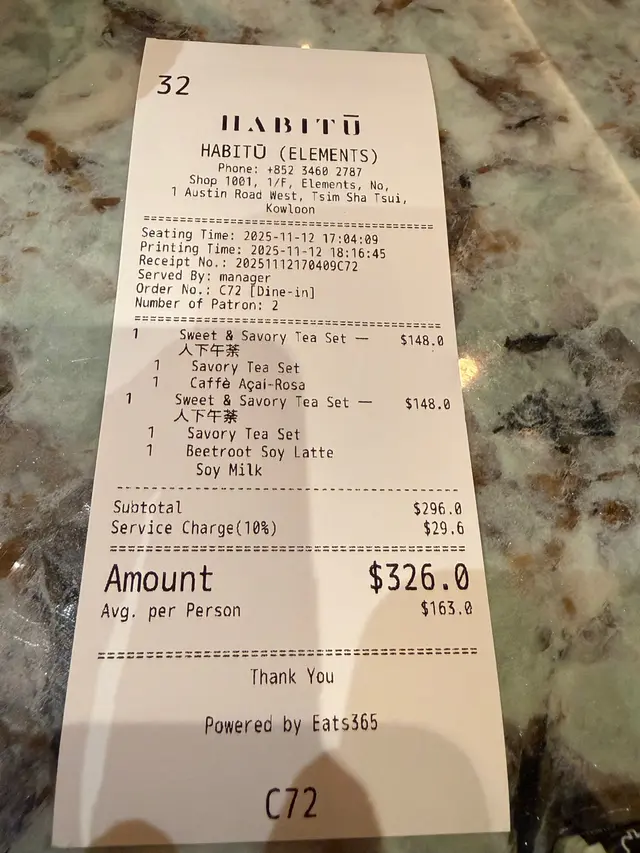 32
HABITŪ
HABITŪ (ELEMENTS)
Phone: +852 3460 2787
Shop 1001, 1/F, Elements, No,
1 Austin Road West, Tsim Sha Tsui,
Kowloon
Seating Time: 2025-11-12 17:04:09
Printing Time: 2025-11-12 18:16:45
Receipt No.: 20251112170409C72
Served By: manager
Order No.: C72 [Dine-in]
Number of Patron: 2
1 Sweet & Savory Tea Set 一 $148.0
人下午茶
1 Savory Tea Set
1 Caffè Açaí-Rosa
1 Sweet & Savory Tea Set 一 $148.0
人下午茶
1 Savory Tea Set
1 Beetroot Soy Latte
Soy Milk
Subtotal $296.0
Service Charge(10%) $29.6
Amount $326.0
Avg. per Person $163.0
Thank You
Powered by Eats365
C72